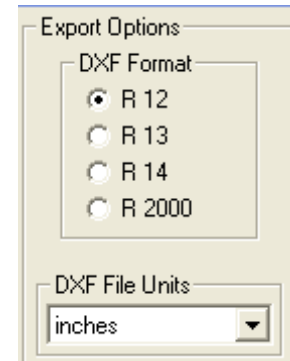 Export Options
DXF Format
R 12
R 13
R 14
R 2000
DXF File Units
inches